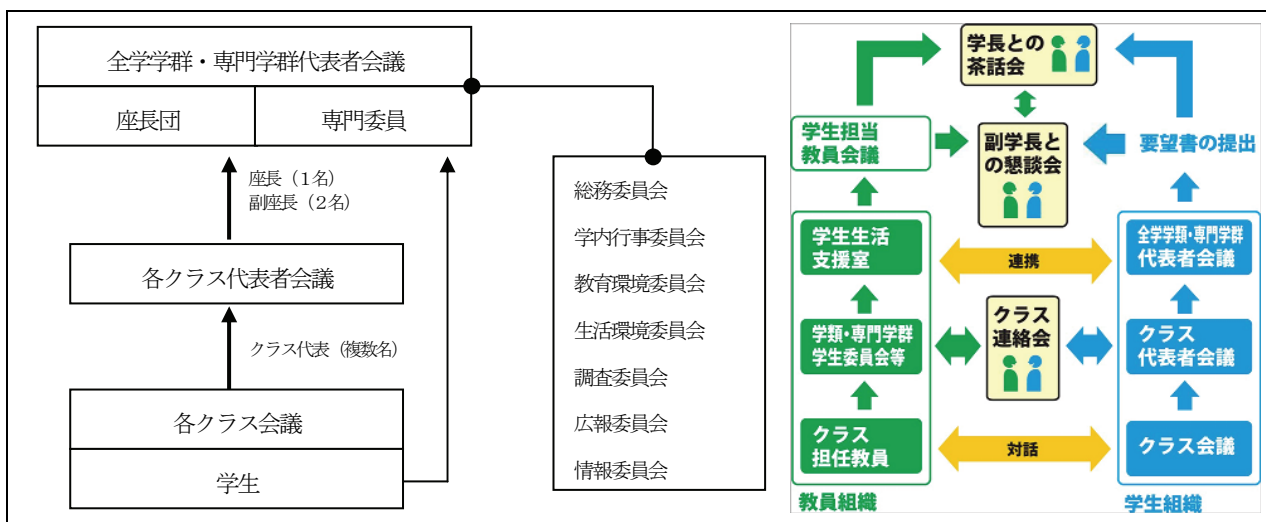 全学学群・専門学群代表者会議
座長団
専門委員
座長（１名）
副座長（２名）
各クラス代表者会議
クラス代表（複数名）
各クラス会議
学生
総務委員会
学内行事委員会
教育環境委員会
生活環境委員会
調査委員会
広報委員会
情報委員会
学長との
茶話会
学生担当
教員会議
副学長と
の懇談会
要望書の提出
学生生活
支援室
連携
全学学類・専門学群
代表者会議
学類・専門学群
学生委員会等
クラス
連絡会
クラス
代表者会議
クラス
担任教員
対話
クラス会議
教員組織
学生組織